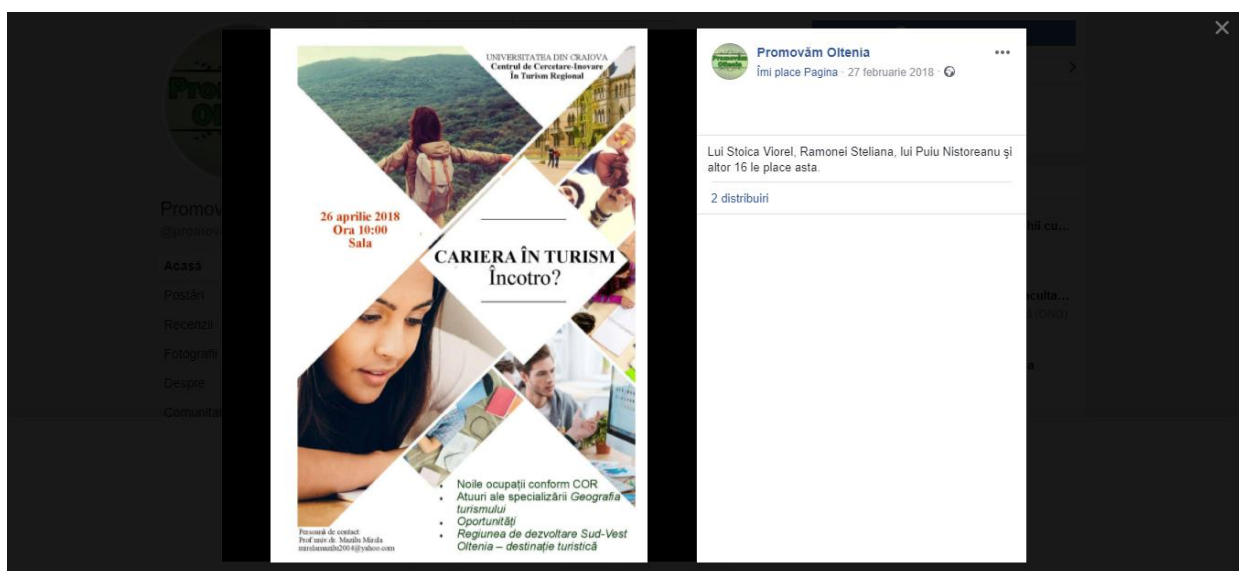 UNIVERSITATEA DIN CRAIOVA
Centrul de Cercetare-Inovare
În Turism Regional
26 aprilie 2018
Ora 10:00
Sala
CARIERA ÎN TURISM
Încotro?
• Noile ocupații conform COR
• Atuuri ale specializării Geografia
turismului
• Oportunități
• Regiunea de dezvoltare Sud-Vest
Oltenia – destinație turistică
Persoană de contact:
Prof univ. dr. Mazilu Mirela
mirelamazilu2004@yahoo.com
Promovăm Oltenia
Îmi place Pagina · 27 februarie 2018 ·
Lui Stoica Viorel, Ramonei Steliana, lui Puiu Nistoreanu și
altor 16 le place asta.
2 distribuiri
Promov
Acasă
Postări
Recenzii
Fotografii
Despre
Comunitat